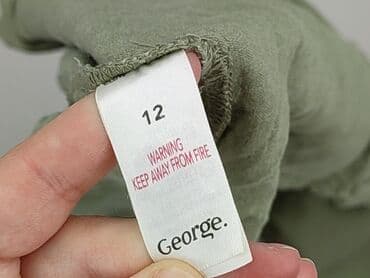 12
WARNING
KEEP AWAY FROM FIRE
George.